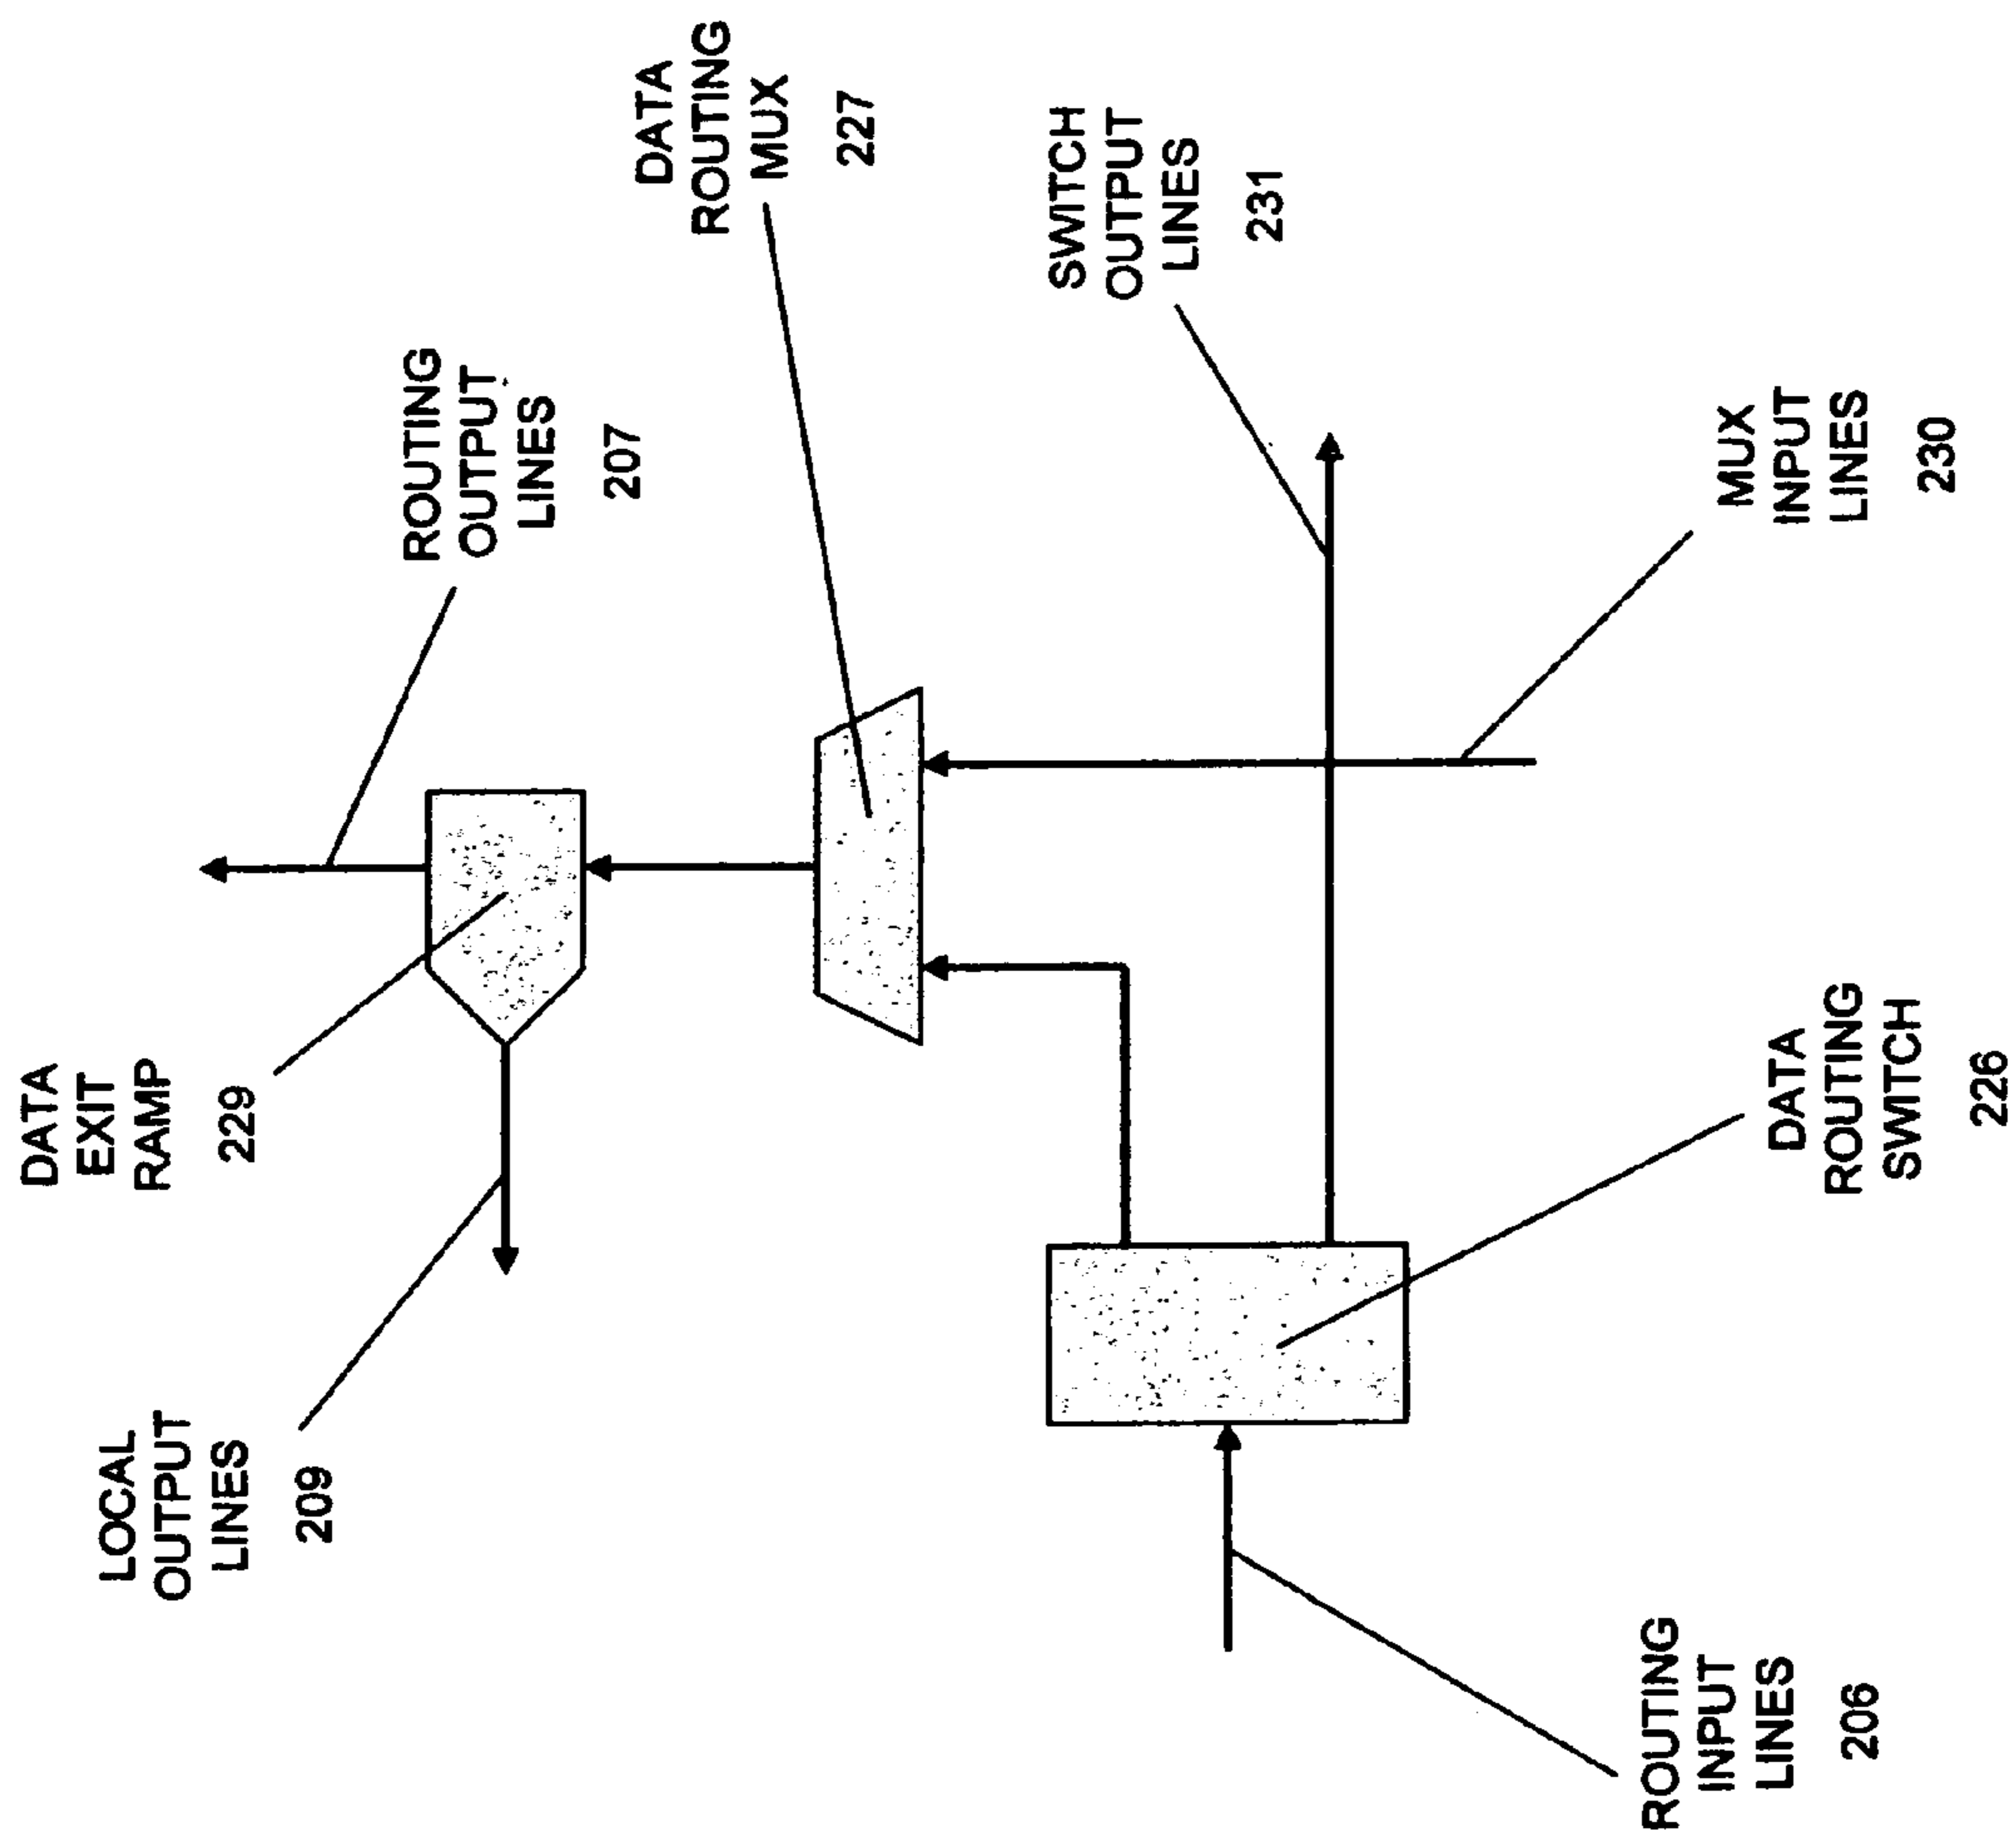 LOCAL
OUTPUT
LINES
209
DATA
EXIT
RAMP
229
ROUTING
OUTPUT
LINES
207
DATA
ROUTING
MUX
227
SWITCH
OUTPUT
LINES
231
ROUTING
INPUT
LINES
206
DATA
ROUTING
SWITCH
226
MUX
INPUT
LINES
230